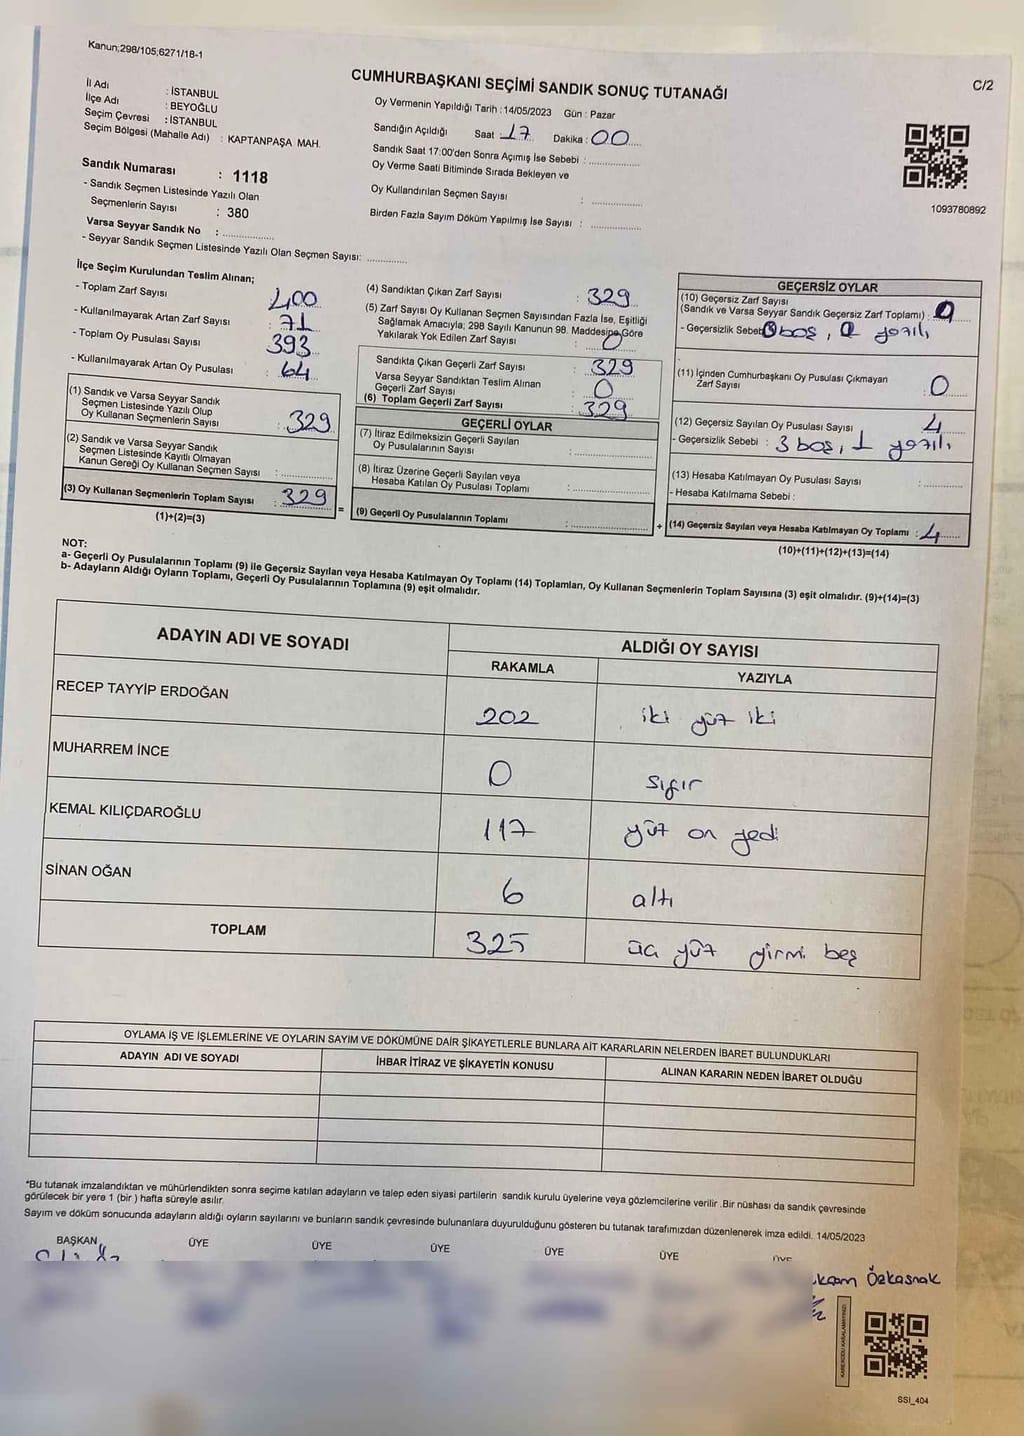 Kanun;298/105;6271/18-1
CUMHURBAŞKANI SEÇİMİ SANDIK SONUÇ TUTANAĞI
C/2
İl Adı : İSTANBUL
İlçe Adı : BEYOĞLU
Seçim Çevresi : İSTANBUL
Seçim Bölgesi (Mahalle Adı) : KAPTANPAŞA MAH.
Sandık Numarası : 1118
- Sandık Seçmen Listesinde Yazılı Olan
Seçmenlerin Sayısı : 380
Varsa Seyyar Sandık No :
- Seyyar Sandık Seçmen Listesinde Yazılı Olan Seçmen Sayısı:
Oy Vermenin Yapıldığı Tarih : 14/05/2023 Gün : Pazar
Sandığın Açıldığı Saat : 17 Dakika : 00
Sandık Saat 17:00'den Sonra Açılmış İse Sebebi :
Oy Verme Saati Bitiminde Sırada Bekleyen ve
Oy Kullandırılan Seçmen Sayısı :
Birden Fazla Sayım Döküm Yapılmış İse Sayısı :
1093780892
İlçe Seçim Kurulundan Teslim Alınan;
- Toplam Zarf Sayısı : 400
- Kullanılmayarak Artan Zarf Sayısı : 71
- Toplam Oy Pusulası Sayısı : 393
- Kullanılmayarak Artan Oy Pusulası : 64
(1) Sandık ve Varsa Seyyar Sandık
Seçmen Listesinde Yazılı Olup
Oy Kullanan Seçmenlerin Sayısı : 329
(2) Sandık ve Varsa Seyyar Sandık
Seçmen Listesinde Kayıtlı Olmayan
Kanun Gereği Oy Kullanan Seçmen Sayısı :
(3) Oy Kullanan Seçmenlerin Toplam Sayısı : 329
(1)+(2)=(3)
(4) Sandıktan Çıkan Zarf Sayısı : 329
(5) Zarf Sayısı Oy Kullanan Seçmen Sayısından Fazla İse, Eşitliği
Sağlamak Amacıyla; 298 Sayılı Kanunun 98. Maddesine Göre
Yakılarak Yok Edilen Zarf Sayısı : 0
Sandıkta Çıkan Geçerli Zarf Sayısı : 329
Varsa Seyyar Sandıktan Teslim Alınan
Geçerli Zarf Sayısı : 0
(6) Toplam Geçerli Zarf Sayısı : 329
GEÇERLİ OYLAR
(7) İtiraz Edilmeksizin Geçerli Sayılan
Oy Pusulalarının Sayısı :
(8) İtiraz Üzerine Geçerli Sayılan veya
Hesaba Katılan Oy Pusulası Toplamı :
= (9) Geçerli Oy Pusulalarının Toplamı :
GEÇERSİZ OYLAR
(10) Geçersiz Zarf Sayısı
(Sandık ve Varsa Seyyar Sandık Geçersiz Zarf Toplamı) :
- Geçersizlik Sebebi boş, yazılı
(11) İçinden Cumhurbaşkanı Oy Pusulası Çıkmayan
Zarf Sayısı : 0
(12) Geçersiz Sayılan Oy Pusulası Sayısı : 4
- Geçersizlik Sebebi : 3 boş, 1 yazılı
(13) Hesaba Katılmayan Oy Pusulası Sayısı :
- Hesaba Katılmama Sebebi :
+ (14) Geçersiz Sayılan veya Hesaba Katılmayan Oy Toplamı : 4
(10)+(11)+(12)+(13)=(14)
NOT:
a- Geçerli Oy Pusulalarının Toplamı (9) ile Geçersiz Sayılan veya Hesaba Katılmayan Oy Toplamı (14) Toplamları, Oy Kullanan Seçmenlerin Toplam Sayısına (3) eşit olmalıdır. (9)+(14)=(3)
b- Adayların Aldığı Oyların Toplamı, Geçerli Oy Pusulalarının Toplamına (9) eşit olmalıdır.
ADAYIN ADI VE SOYADI ALDIĞI OY SAYISI
RAKAMLA YAZIYLA
RECEP TAYYİP ERDOĞAN 202 iki yüz iki
MUHARREM İNCE 0 sıfır
KEMAL KILIÇDAROĞLU 117 yüz on yedi
SİNAN OĞAN 6 altı
TOPLAM 325 üç yüz yirmi beş
OYLAMA İŞ VE İŞLEMLERİNE VE OYLARIN SAYIM VE DÖKÜMÜNE DAİR ŞİKAYETLERLE BUNLARA AİT KARARLARIN NELERDEN İBARET BULUNDUKLARI
ADAYIN ADI VE SOYADI İHBAR İTİRAZ VE ŞİKAYETİN KONUSU ALINAN KARARIN NEDEN İBARET OLDUĞU
*Bu tutanak imzalandıktan ve mühürlendikten sonra seçime katılan adayların ve talep eden siyasi partilerin sandık kurulu üyelerine veya gözlemcilerine verilir .Bir nüshası da sandık çevresinde
görülecek bir yere 1 (bir ) hafta süreyle asılır.
Sayım ve döküm sonucunda adayların aldığı oyların sayılarını ve bunların sandık çevresinde bulunanlara duyurulduğunu gösteren bu tutanak tarafımızdan düzenlenerek imza edildi. 14/05/2023
BAŞKAN ÜYE ÜYE ÜYE ÜYE ÜYE ÜYE
Özkasnak
KAREKODU KARALAMAYINIZ!
SSI_404